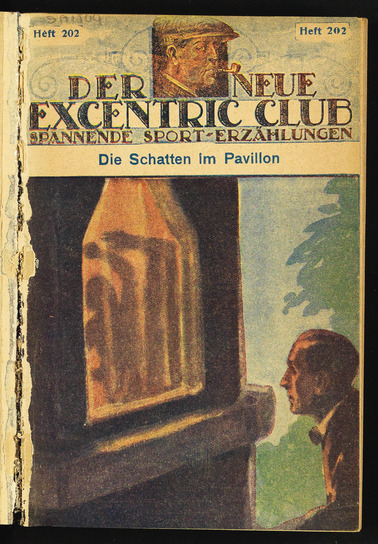 Heft 202
Heft 202
DER NEUE
EXCENTRIC CLUB
SPANNENDE SPORT-ERZÄHLUNGEN
Die Schatten im Pavillon